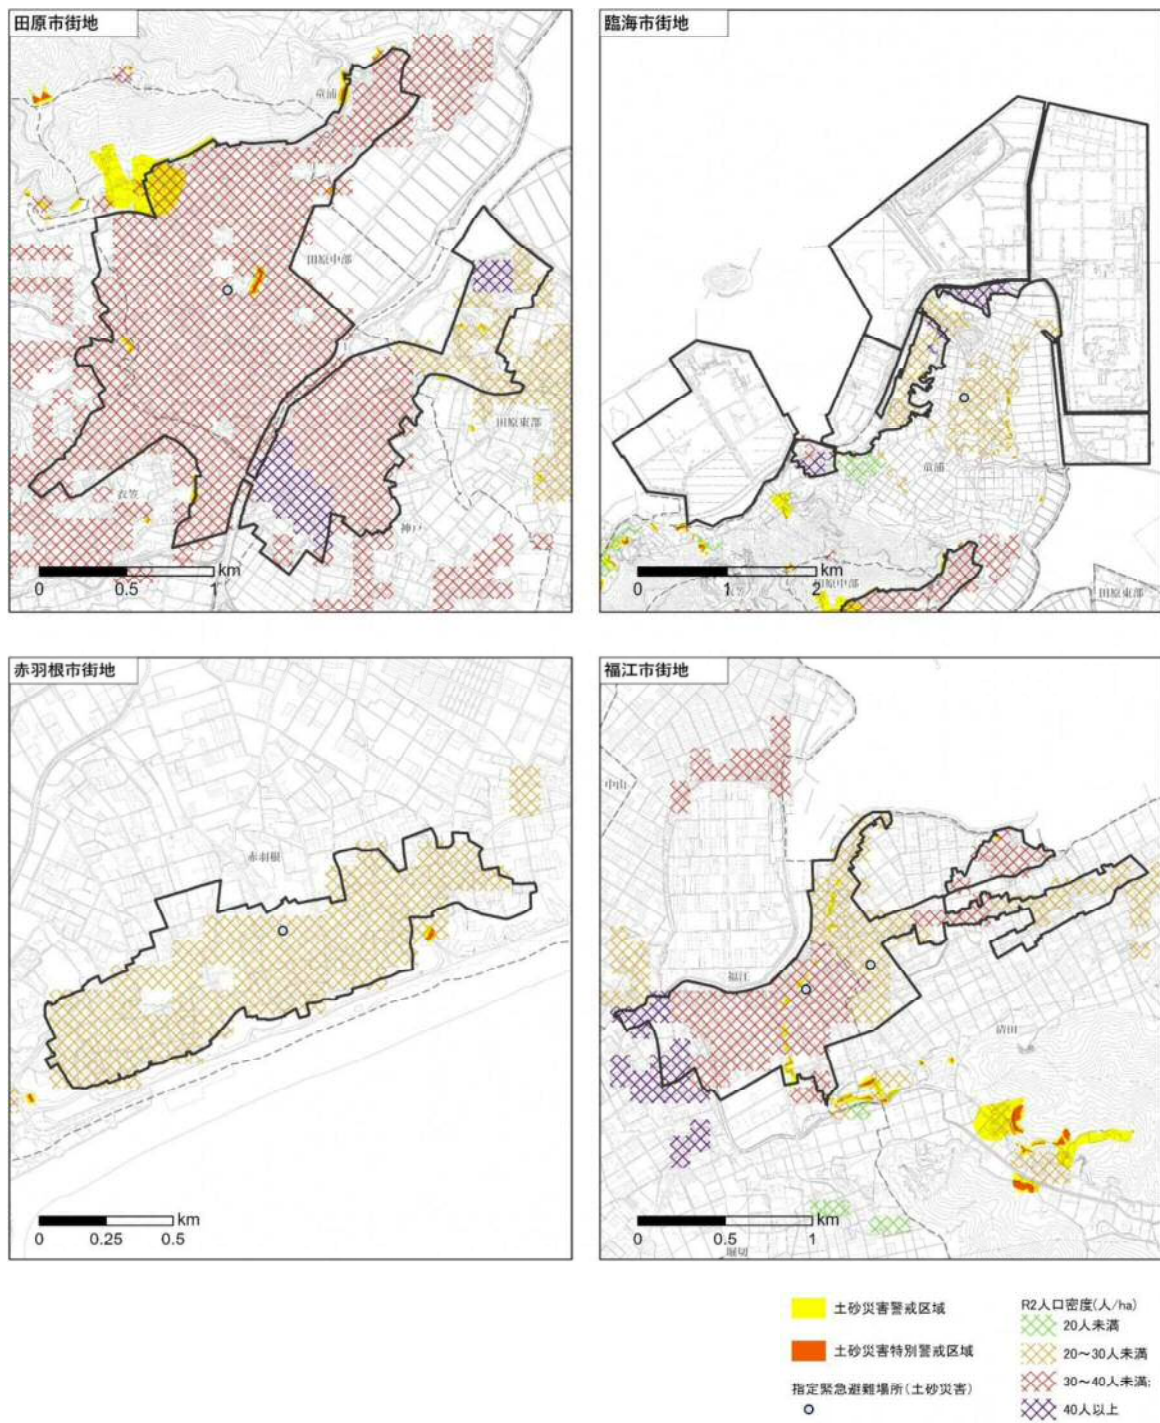 田原市街地
童浦
田原中部
田原東部
衣笠
神戸
km
0 0.5 1
臨海市街地
童浦
km
0 1 2
田原中部
田原東部
赤羽根市街地
赤羽根
km
0 0.25 0.5
福江市街地
中山
福江
清田
km
0 0.5 1
堀切
土砂災害警戒区域
土砂災害特別警戒区域
指定緊急避難場所(土砂災害)
R2人口密度(人/ha)
20人未満
20～30人未満
30～40人未満:
40人以上